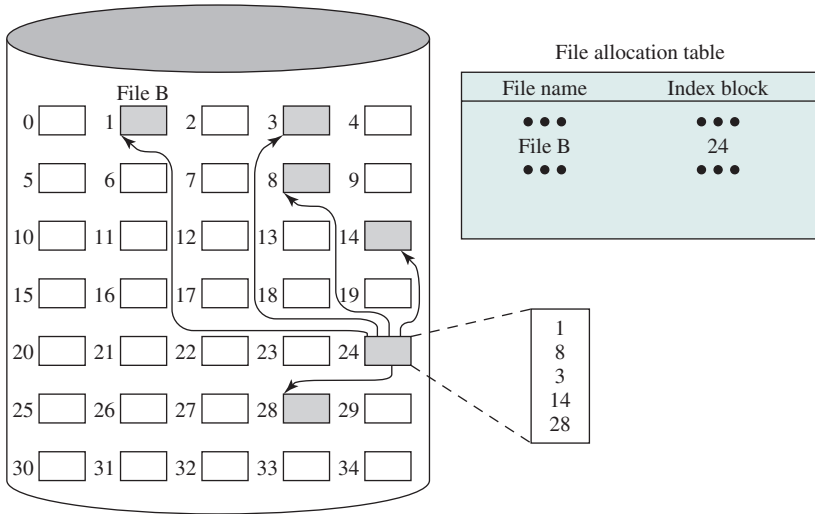 File allocation table
File name Index block
••• •••
File B 24
••• •••
File B
0 1 2 3 4
5 6 7 8 9
10 11 12 13 14
15 16 17 18 19
20 21 22 23 24
25 26 27 28 29
30 31 32 33 34
1
8
3
14
28